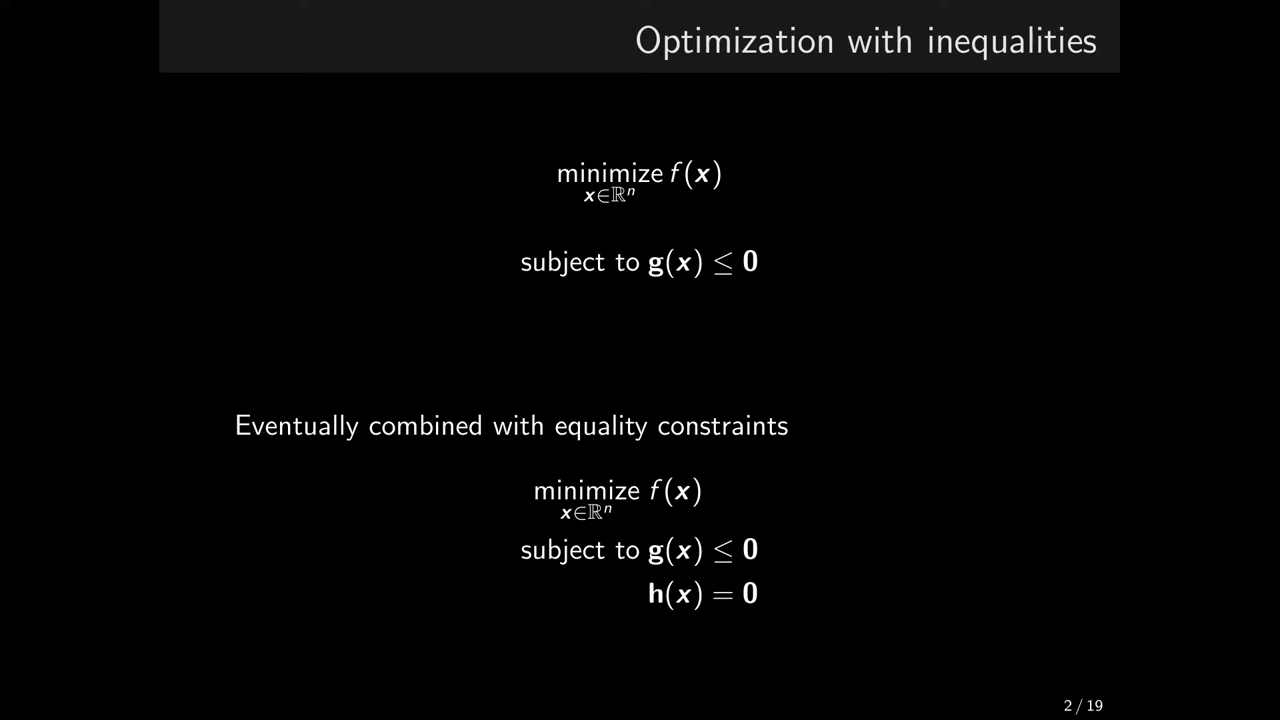 Optimization with inequalities
minimize f(x)
x∈ℝⁿ
subject to g(x) ≤ 0
Eventually combined with equality constraints
minimize f(x)
x∈ℝⁿ
subject to g(x) ≤ 0
h(x) = 0
2 / 19